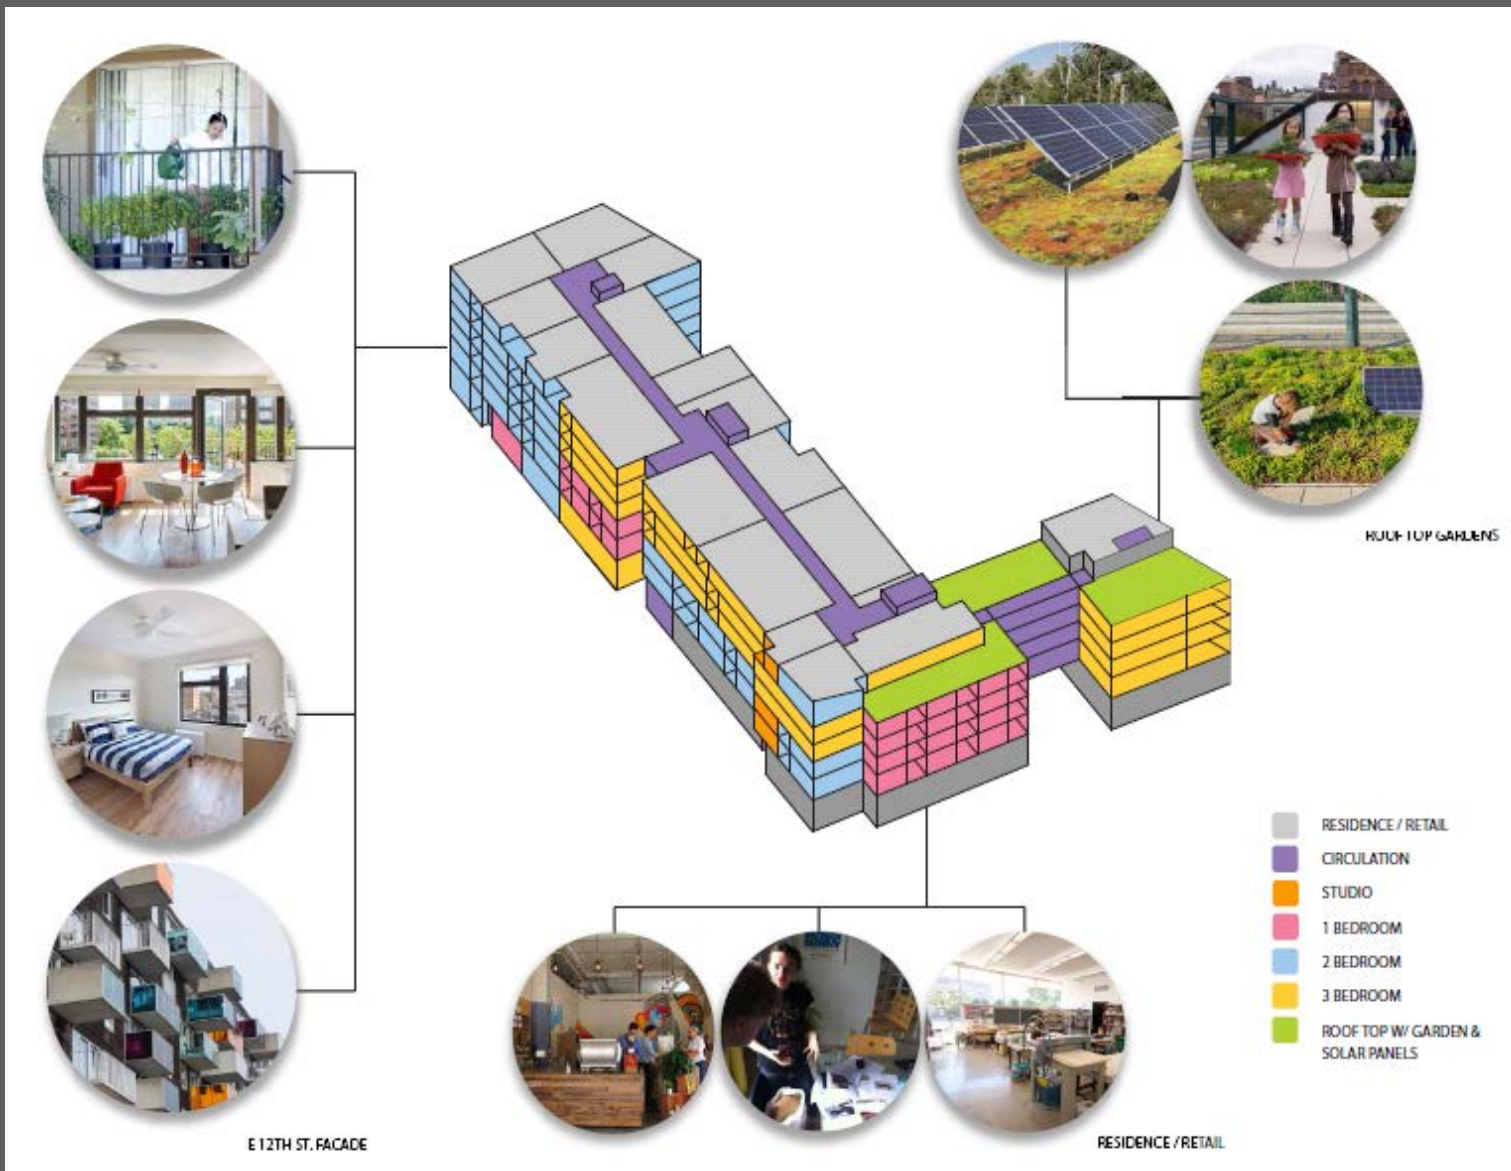 ROOF TOP GARDENS
RESIDENCE / RETAIL
CIRCULATION
STUDIO
1 BEDROOM
2 BEDROOM
3 BEDROOM
ROOF TOP W/ GARDEN &
SOLAR PANELS
E 12TH ST. FACADE
RESIDENCE / RETAIL